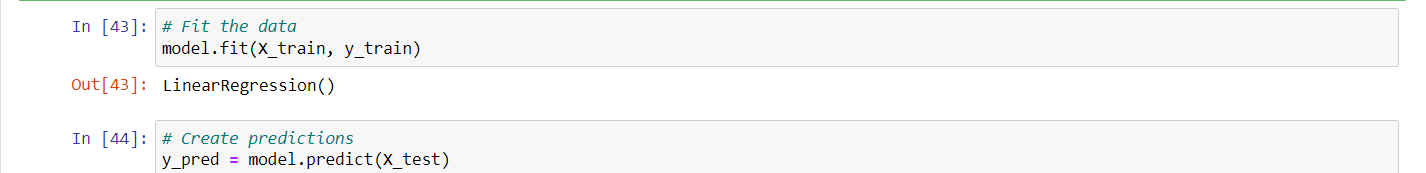 In [43]: # Fit the data
model.fit(X_train, y_train)
Out[43]: LinearRegression()
In [44]: # Create predictions
y_pred = model.predict(X_test)